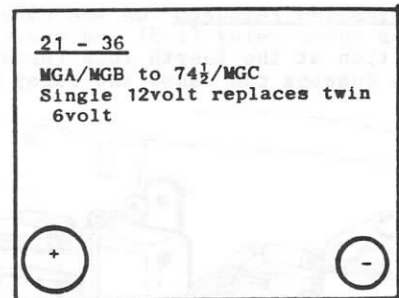 21 - 36
MGA/MGB to 74½/MGC
Single 12volt replaces twin
6volt
+ -